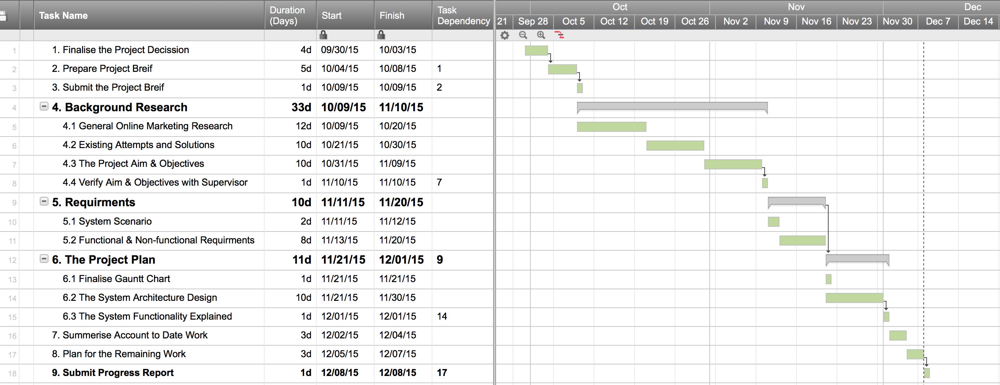 Task Name Duration (Days) Start Finish Task Dependency
Oct Nov Dec
21 Sep 28 Oct 5 Oct 12 Oct 19 Oct 26 Nov 2 Nov 9 Nov 16 Nov 23 Nov 30 Dec 7 Dec 14
1 1. Finalise the Project Decission 4d 09/30/15 10/03/15
2 2. Prepare Project Breif 5d 10/04/15 10/08/15 1
3 3. Submit the Project Breif 1d 10/09/15 10/09/15 2
4 4. Background Research 33d 10/09/15 11/10/15
5 4.1 General Online Marketing Research 12d 10/09/15 10/20/15
6 4.2 Existing Attempts and Solutions 10d 10/21/15 10/30/15
7 4.3 The Project Aim & Objectives 10d 10/31/15 11/09/15
8 4.4 Verify Aim & Objectives with Supervisor 1d 11/10/15 11/10/15 7
9 5. Requirments 10d 11/11/15 11/20/15
10 5.1 System Scenario 2d 11/11/15 11/12/15
11 5.2 Functional & Non-functional Requirments 8d 11/13/15 11/20/15
12 6. The Project Plan 11d 11/21/15 12/01/15 9
13 6.1 Finalise Gauntt Chart 1d 11/21/15 11/21/15
14 6.2 The System Architecture Design 10d 11/21/15 11/30/15
15 6.3 The System Functionality Explained 1d 12/01/15 12/01/15 14
16 7. Summerise Account to Date Work 3d 12/02/15 12/04/15
17 8. Plan for the Remaining Work 3d 12/05/15 12/07/15
18 9. Submit Progress Report 1d 12/08/15 12/08/15 17